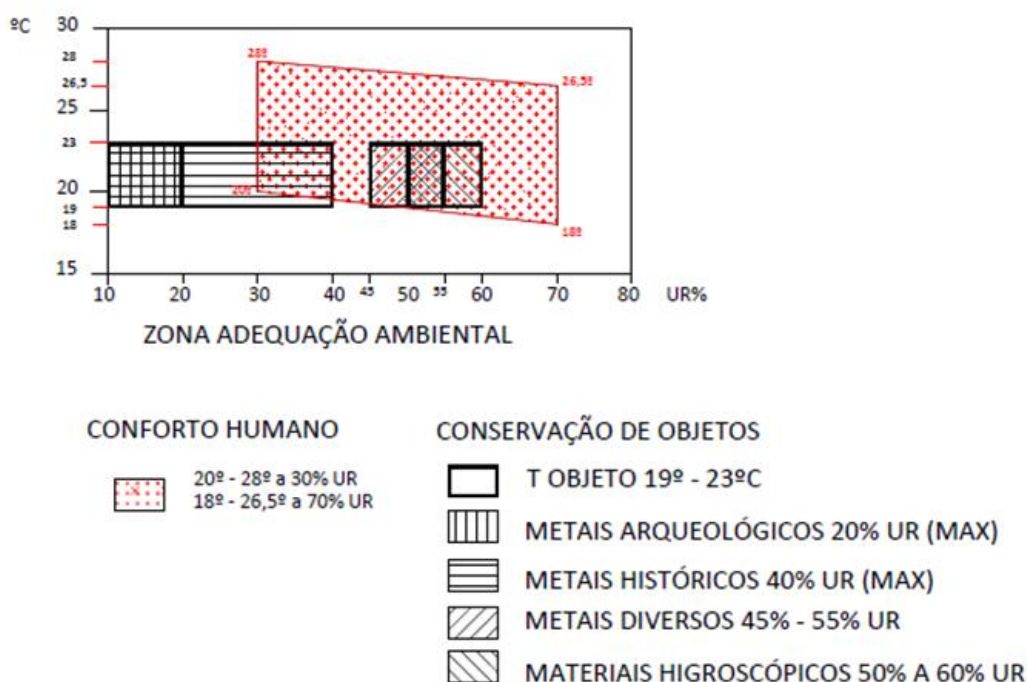 ºC
30
28
26,5
25
23
20
19
18
15
28º
26,5º
20º
18º
10 20 30 40 45 50 55 60 70 80 UR%
ZONA ADEQUAÇÃO AMBIENTAL
CONFORTO HUMANO
20º - 28º a 30% UR
18º - 26,5º a 70% UR
CONSERVAÇÃO DE OBJETOS
T OBJETO 19º - 23ºC
METAIS ARQUEOLÓGICOS 20% UR (MAX)
METAIS HISTÓRICOS 40% UR (MAX)
METAIS DIVERSOS 45% - 55% UR
MATERIAIS HIGROSCÓPICOS 50% A 60% UR